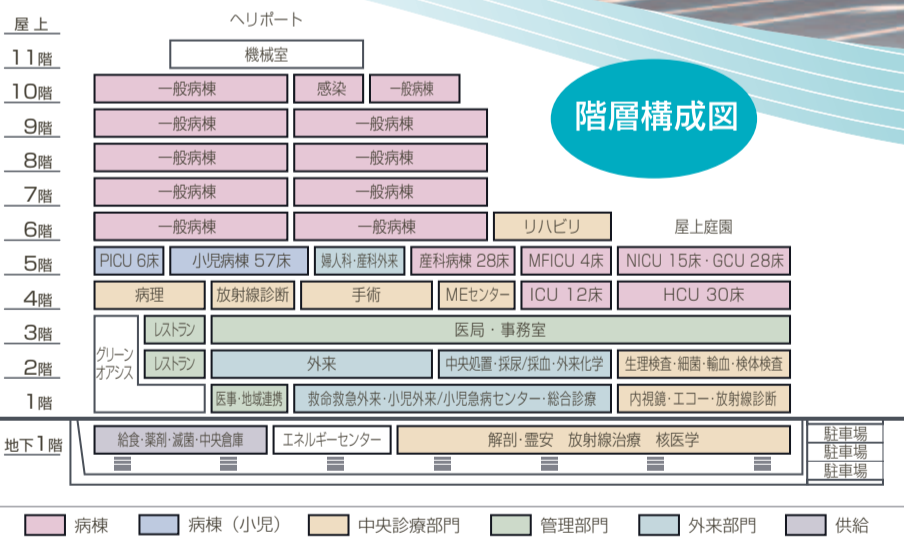 階層構成図
屋上
ヘリポート
11階
機械室
10階
一般病棟
感染
一般病棟
9階
一般病棟
一般病棟
8階
一般病棟
一般病棟
7階
一般病棟
一般病棟
6階
一般病棟
一般病棟
リハビリ
屋上庭園
5階
PICU 6床
小児病棟 57床
婦人科・産科外来
産科病棟 28床
MFICU 4床
NICU 15床・GCU 28床
4階
病理
放射線診断
手術
MEセンター
ICU 12床
HCU 30床
3階
レストラン
医局・事務室
グリーン
オアシス
2階
レストラン
外来
中央処置・採尿/採血・外来化学
生理検査・細菌・輸血・検体検査
1階
医事・地域連携
救命救急外来・小児外来/小児急病センター・総合診療
内視鏡・エコー・放射線診断
地下1階
給食・薬剤・滅菌・中央倉庫
エネルギーセンター
解剖・霊安 放射線治療 核医学
駐車場
駐車場
駐車場
病棟
病棟（小児）
中央診療部門
管理部門
外来部門
供給